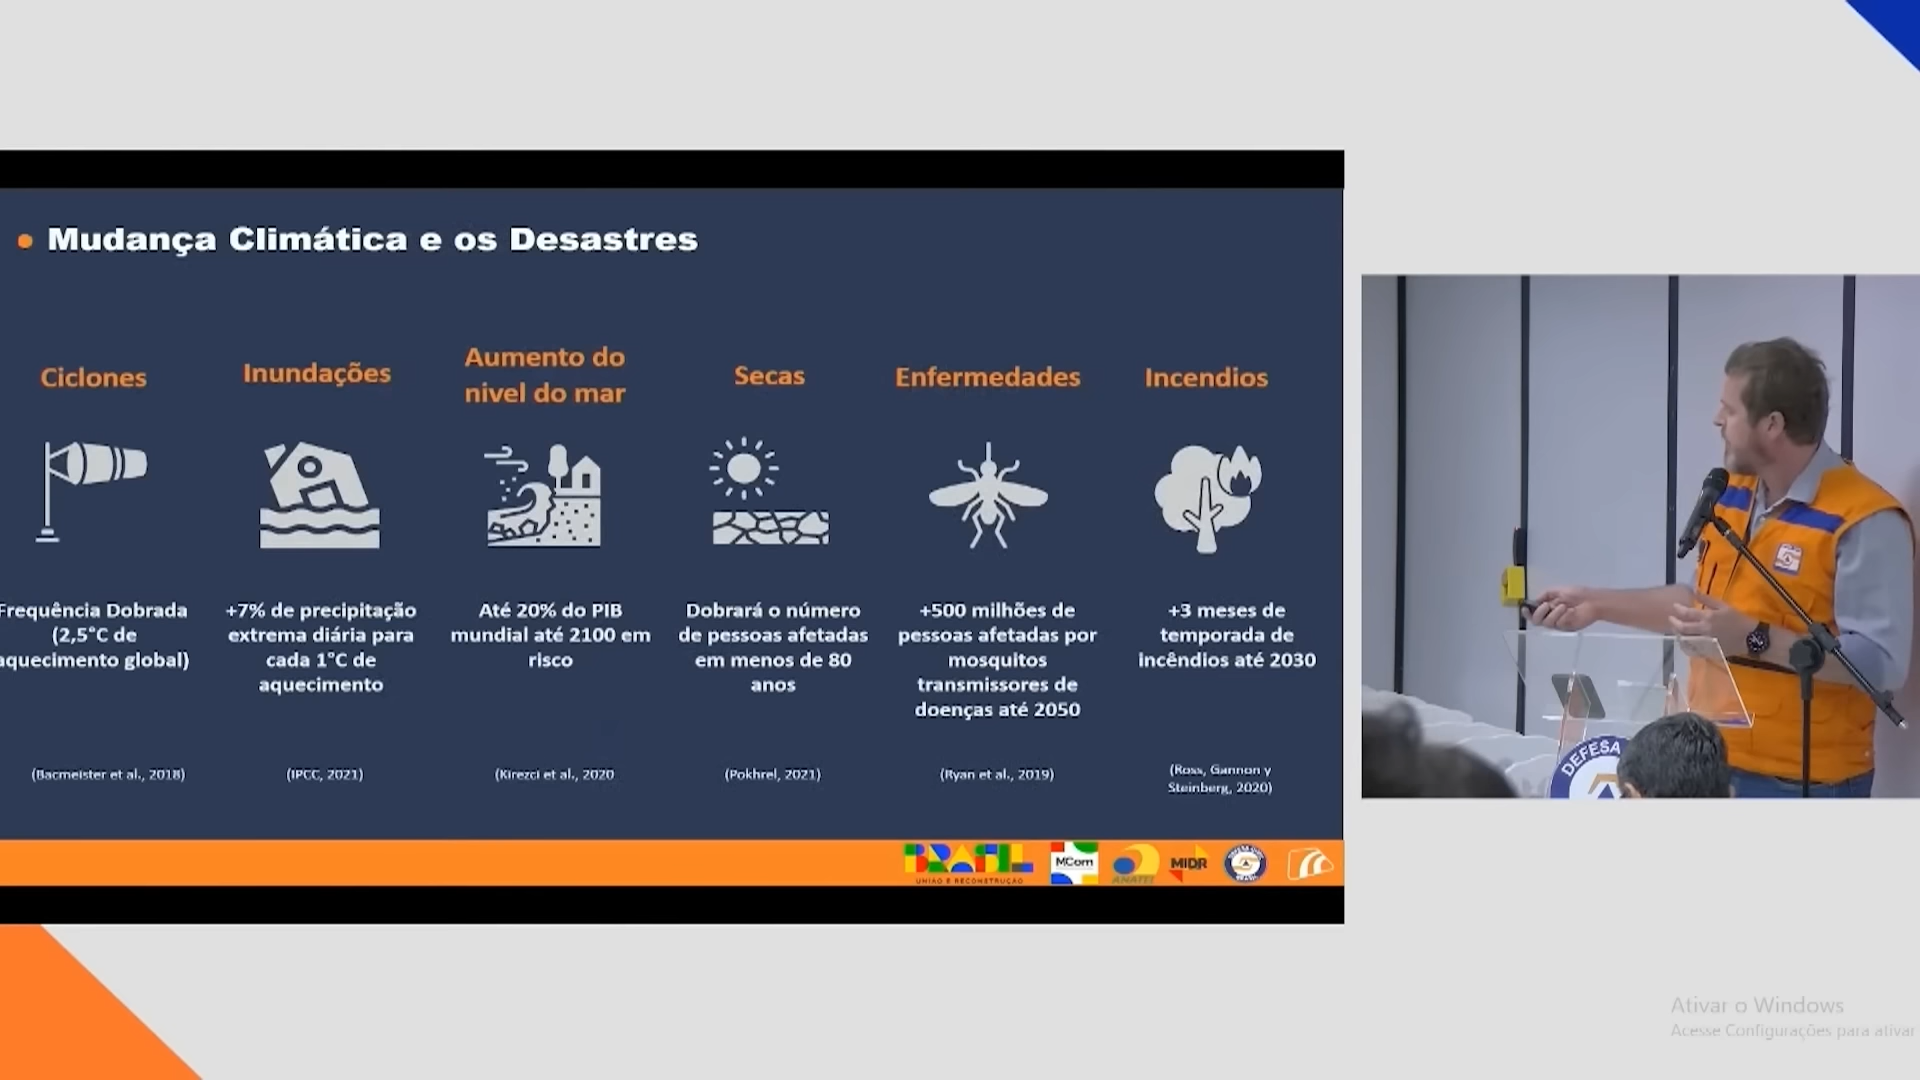 Mudança Climática e os Desastres
Ciclones
Frequência Dobrada
(2,5°C de
aquecimento global)
(Bacmeister et al., 2018)
Inundações
+7% de precipitação
extrema diária para
cada 1°C de
aquecimento
(IPCC, 2021)
Aumento do
nivel do mar
Até 20% do PIB
mundial até 2100 em
risco
(Kirezci et al., 2020
Secas
Dobrará o número
de pessoas afetadas
em menos de 80
anos
(Pokhrel, 2021)
Enfermedades
+500 milhões de
pessoas afetadas por
mosquitos
transmissores de
doenças até 2050
(Ryan et al., 2019)
Incendios
+3 meses de
temporada de
incêndios até 2030
(Ross, Gannon y
Steinberg, 2020)
BRASIL
UNIÃO E RECONSTRUÇÃO
MCom
ANATEL
MIDR
DEFESA
Ativar o Windows
Acesse Configurações para ativar